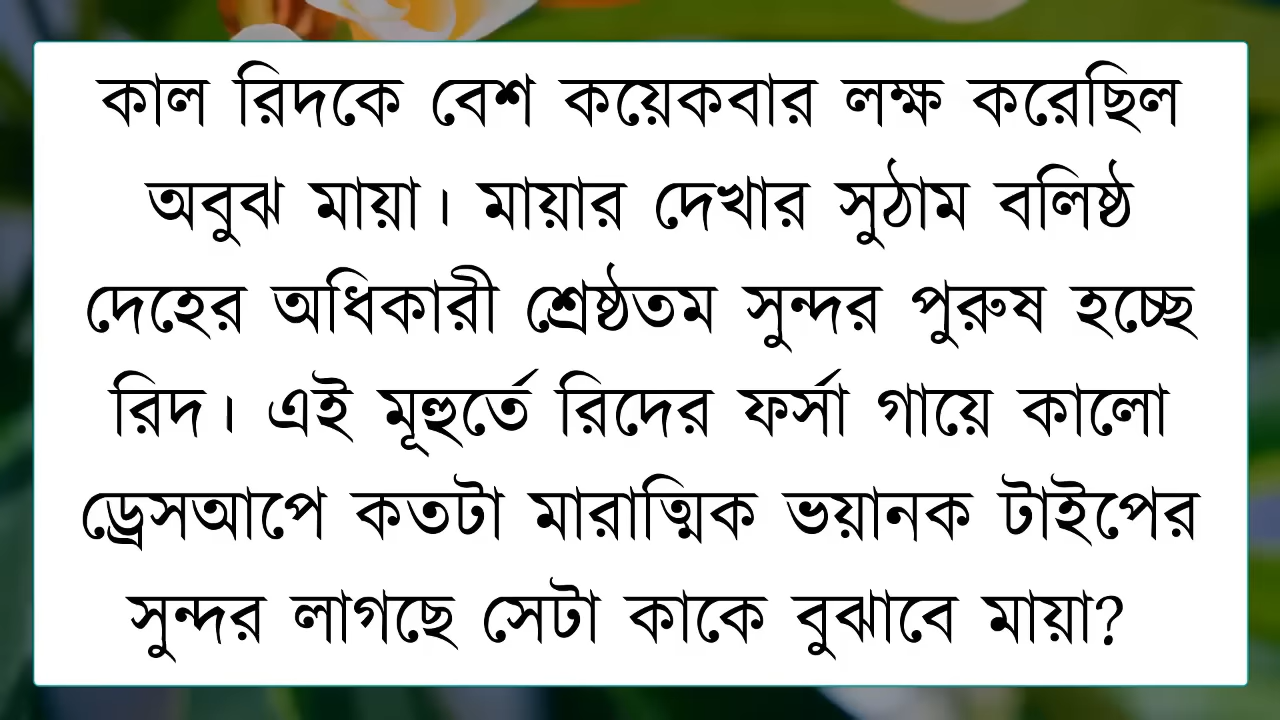 কাল রিদকে বেশ কয়েকবার লক্ষ করেছিল
অবুঝ মায়া। মায়ার দেখার সুঠাম বলিষ্ঠ
দেহের অধিকারী শ্রেষ্ঠতম সুন্দর পুরুষ হচ্ছে
রিদ। এই মূহুর্তে রিদের ফর্সা গায়ে কালো
ড্রেসআপে কতটা মারাত্মিক ভয়ানক টাইপের
সুন্দর লাগছে সেটা কাকে বুঝাবে মায়া?